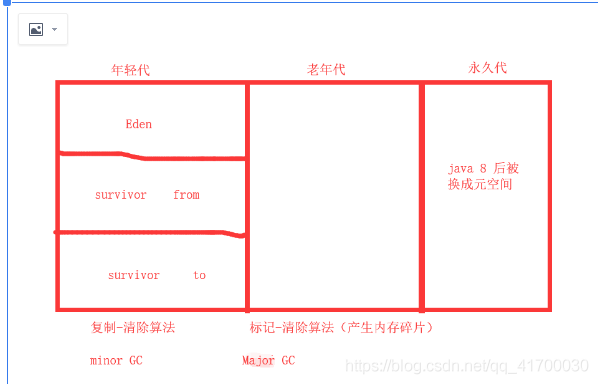 年轻代 老年代 永久代
Eden
survivor from
survivor to
java 8 后被
换成元空间
复制-清除算法 标记-清除算法（产生内存碎片）
minor GC Major GC
https://blog.csdn.net/qq_41700030